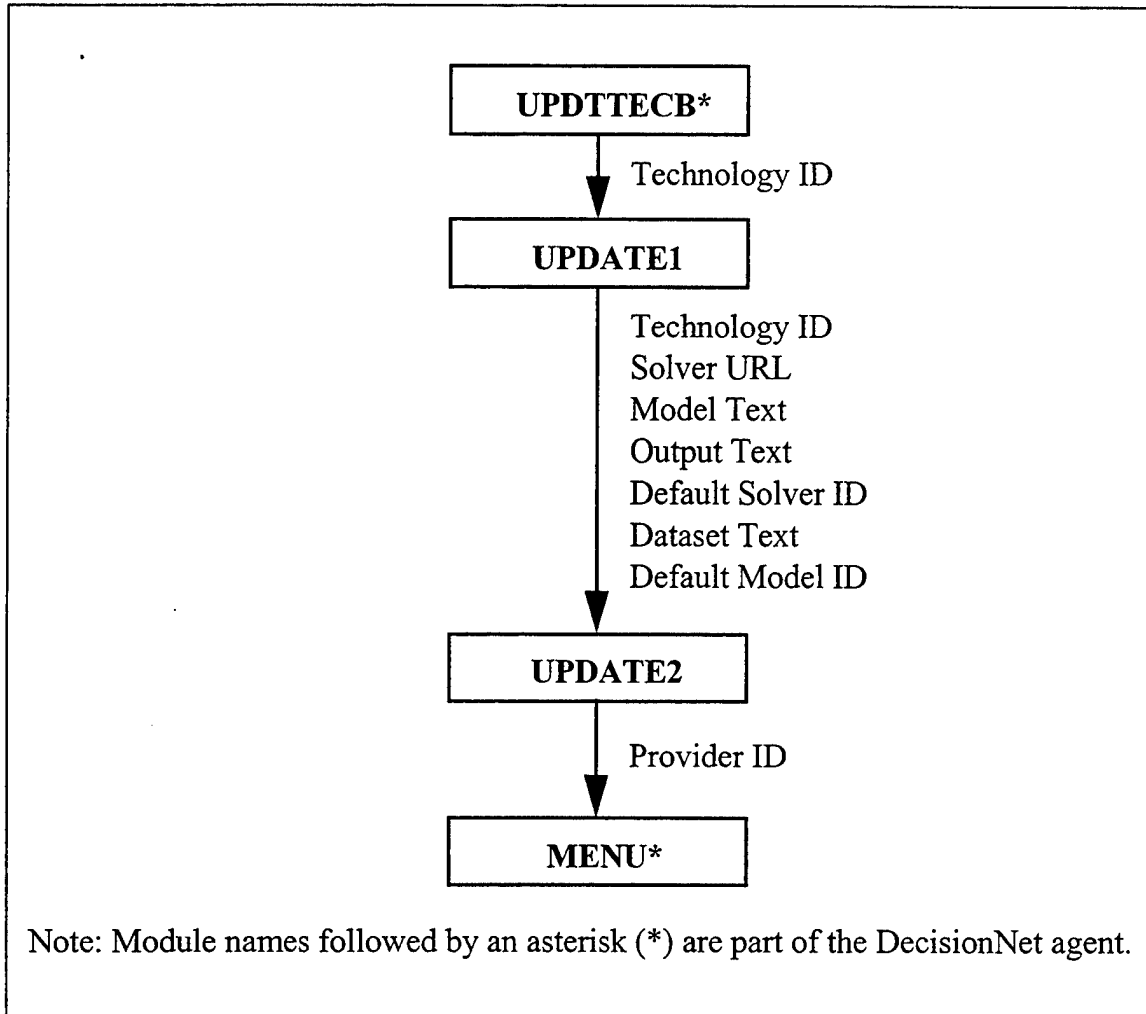 UPDTTECB*
Technology ID
UPDATE1
Technology ID
Solver URL
Model Text
Output Text
Default Solver ID
Dataset Text
Default Model ID
UPDATE2
Provider ID
MENU*
Note: Module names followed by an asterisk (*) are part of the DecisionNet agent.